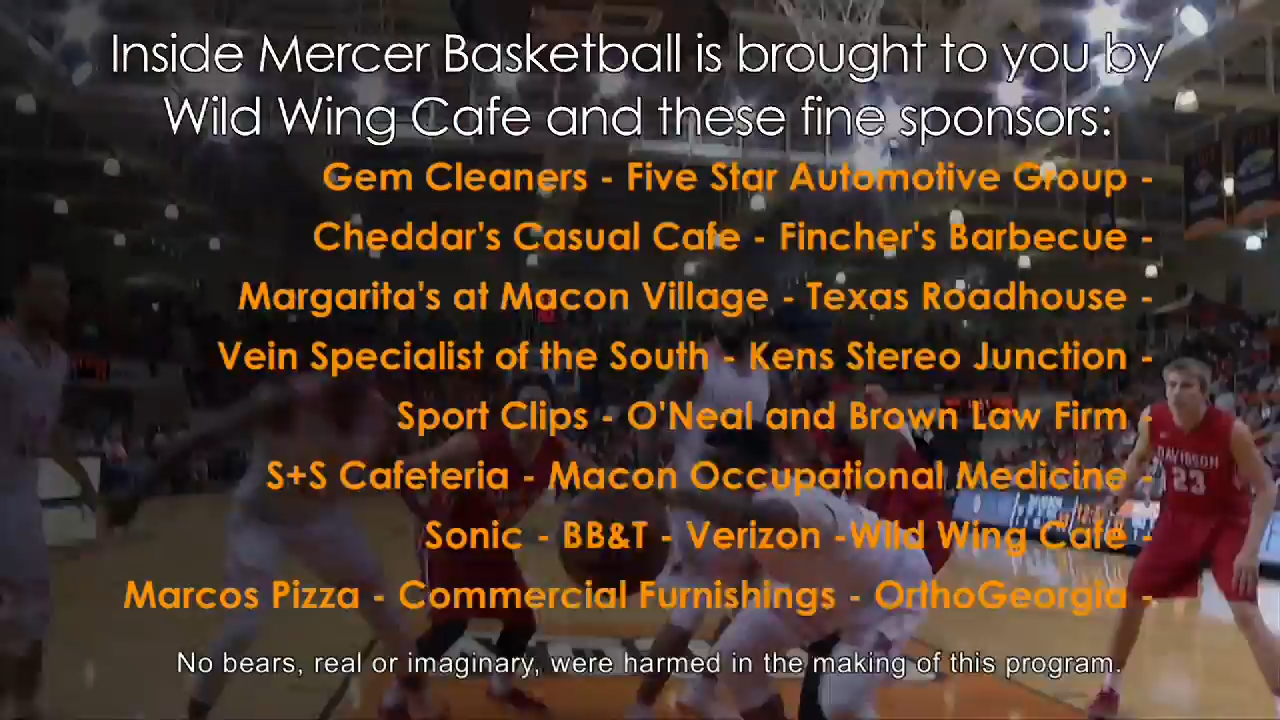 Inside Mercer Basketball is brought to you by
Wild Wing Cafe and these fine sponsors:
Gem Cleaners - Five Star Automotive Group -
Cheddar's Casual Cafe - Fincher's Barbecue -
Margarita's at Macon Village - Texas Roadhouse -
Vein Specialist of the South - Kens Stereo Junction -
Sport Clips - O'Neal and Brown Law Firm -
S+S Cafeteria - Macon Occupational Medicine -
DAVIDSON
23
Sonic - BB&T - Verizon -Wild Wing Cafe -
Marcos Pizza - Commercial Furnishings - OrthoGeorgia -
No bears, real or imaginary, were harmed in the making of this program.